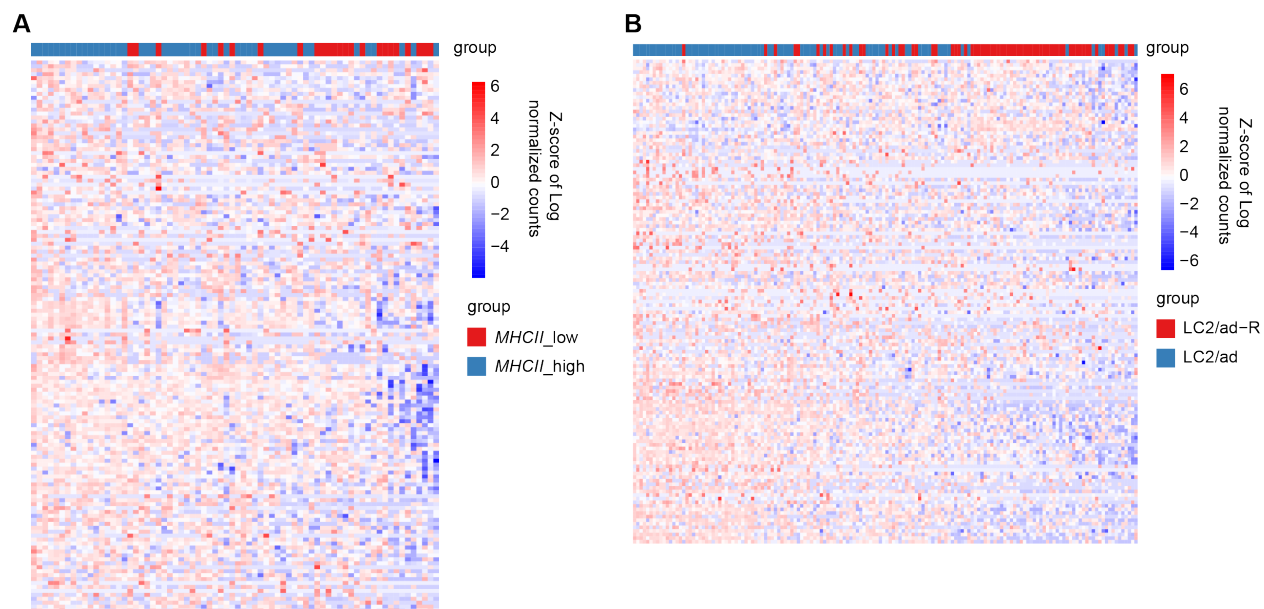 A
group
6
4
2
0
−2
−4
Z-score of Log
normalized counts
group
MHCII_low
MHCII_high
B
group
6
4
2
0
−2
−4
−6
Z-score of Log
normalized counts
group
LC2/ad−R
LC2/ad